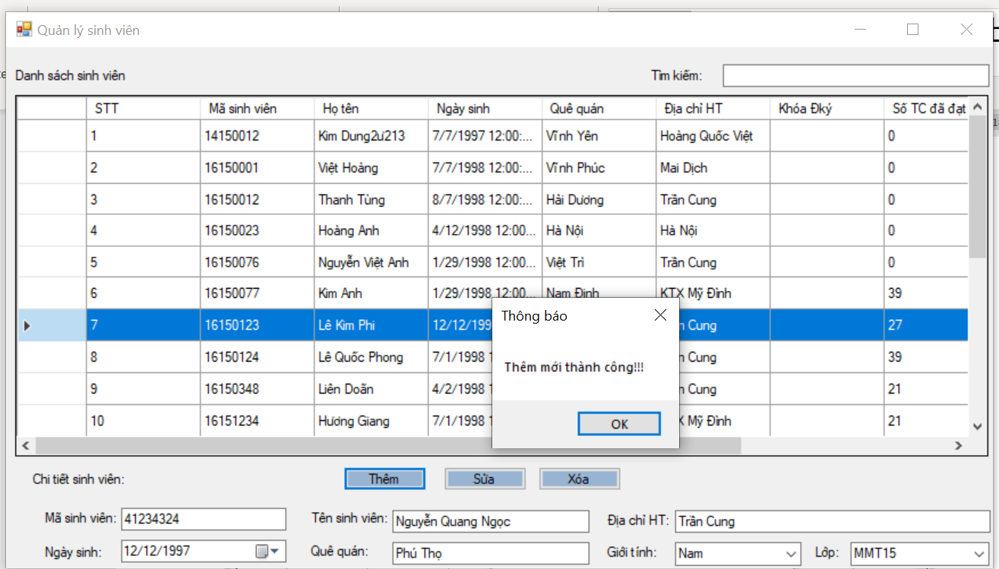 Quản lý sinh viên
Danh sách sinh viên Tìm kiếm:
STT Mã sinh viên Họ tên Ngày sinh Quê quán Địa chỉ HT Khóa Đký Số TC đã đạt
1 14150012 Kim Dung2ư213 7/7/1997 12:00:... Vĩnh Yên Hoàng Quốc Việt 0
2 16150001 Việt Hoàng 7/7/1998 12:00:... Vĩnh Phúc Mai Dịch 0
3 16150012 Thanh Tùng 8/7/1998 12:00:... Hải Dương Trần Cung 0
4 16150023 Hoàng Anh 4/12/1998 12:00... Hà Nội Hà Nội 0
5 16150076 Nguyễn Việt Anh 1/29/1998 12:00... Việt Trì Trần Cung 0
6 16150077 Kim Anh 1/29/1998 12:00... Nam Định KTX Mỹ Đình 39
7 16150123 Lê Kim Phi 12/12/199 Cung 27
8 16150124 Lê Quốc Phong 7/1/1998 1 Cung 39
9 16150348 Liên Doãn 4/2/1998 1 Cung 21
10 16151234 Hương Giang 7/1/1998 1 Mỹ Đình 21
Thông báo
Thêm mới thành công!!!
OK
Chi tiết sinh viên: Thêm Sửa Xóa
Mã sinh viên: 41234324 Tên sinh viên: Nguyễn Quang Ngọc Địa chỉ HT: Trần Cung
Ngày sinh: 12/12/1997 Quê quán: Phú Thọ Giới tính: Nam Lớp: MMT15